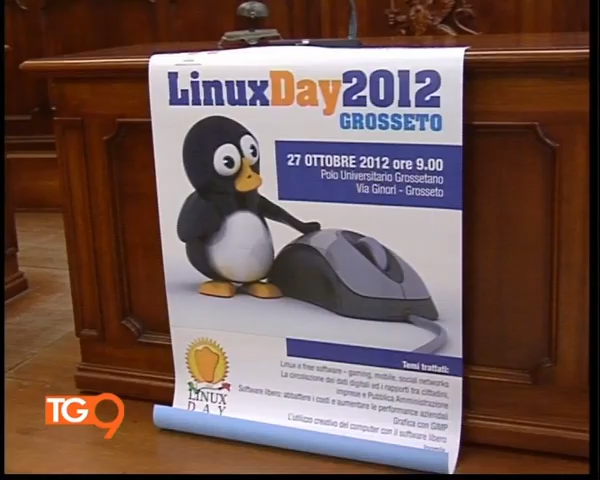 LinuxDay2012
GROSSETO
27 OTTOBRE 2012 ore 9.00
Polo Universitario Grossetano
Via Ginori - Grosseto
Temi trattati:
Linux e free software - gaming, mobile, social networks
La circolazione dei dati digitali ed i rapporti tra cittadini,
imprese e Pubblica Amministrazione
Software libero: abbattere i costi e aumentare le performance aziendali
Grafica con GIMP
L'utilizzo creativo del computer con il software libero
LINUX
DAY
TG9